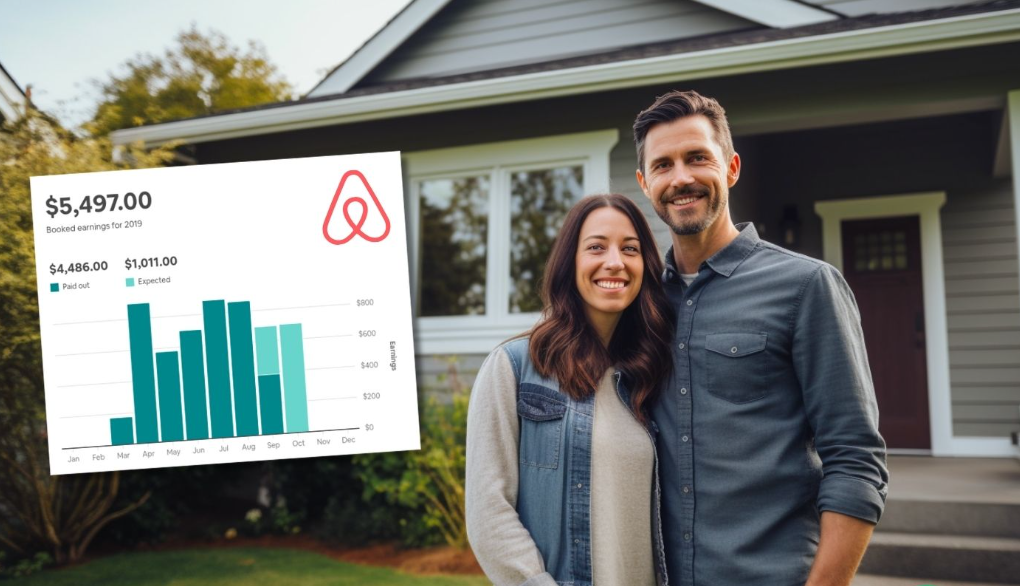 $5,497.00
Booked earnings for 2019
$4,486.00 $1,011.00
Paid out Expected
$800
$600
$400
$200
$0
Earnings
Jan Feb Mar Apr May Jun Jul Aug Sep Oct Nov Dec